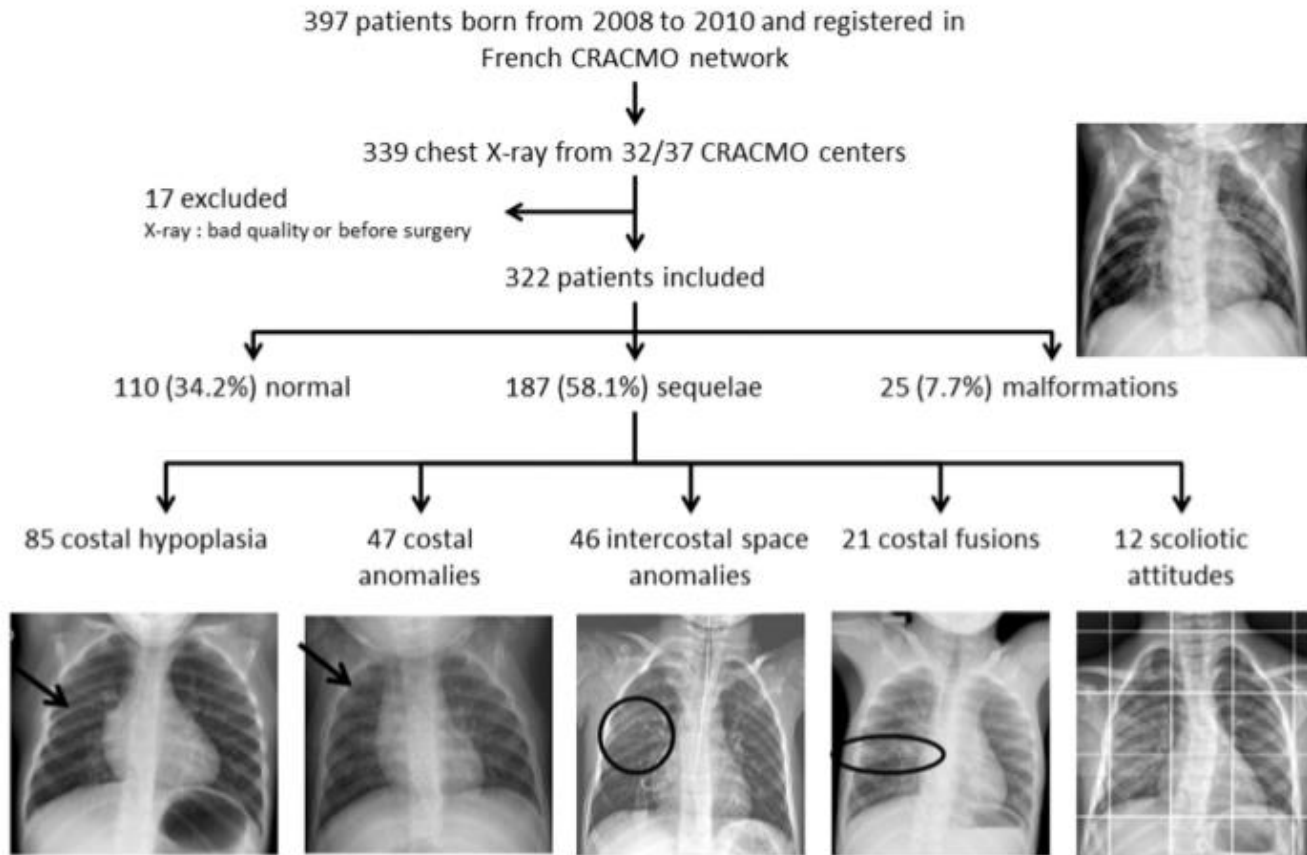 397 patients born from 2008 to 2010 and registered in
French CRACMO network
339 chest X-ray from 32/37 CRACMO centers
17 excluded
X-ray : bad quality or before surgery
322 patients included
110 (34.2%) normal
187 (58.1%) sequelae
25 (7.7%) malformations
85 costal hypoplasia
47 costal
anomalies
46 intercostal space
anomalies
21 costal fusions
12 scoliotic
attitudes